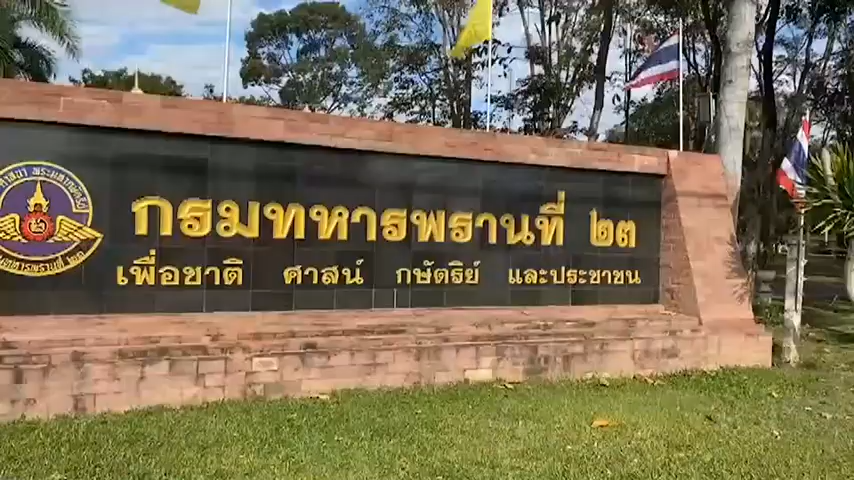 กรมทหารพรานที่ ๒๓
เพื่อชาติ ศาสน์ กษัตริย์ และประชาชน